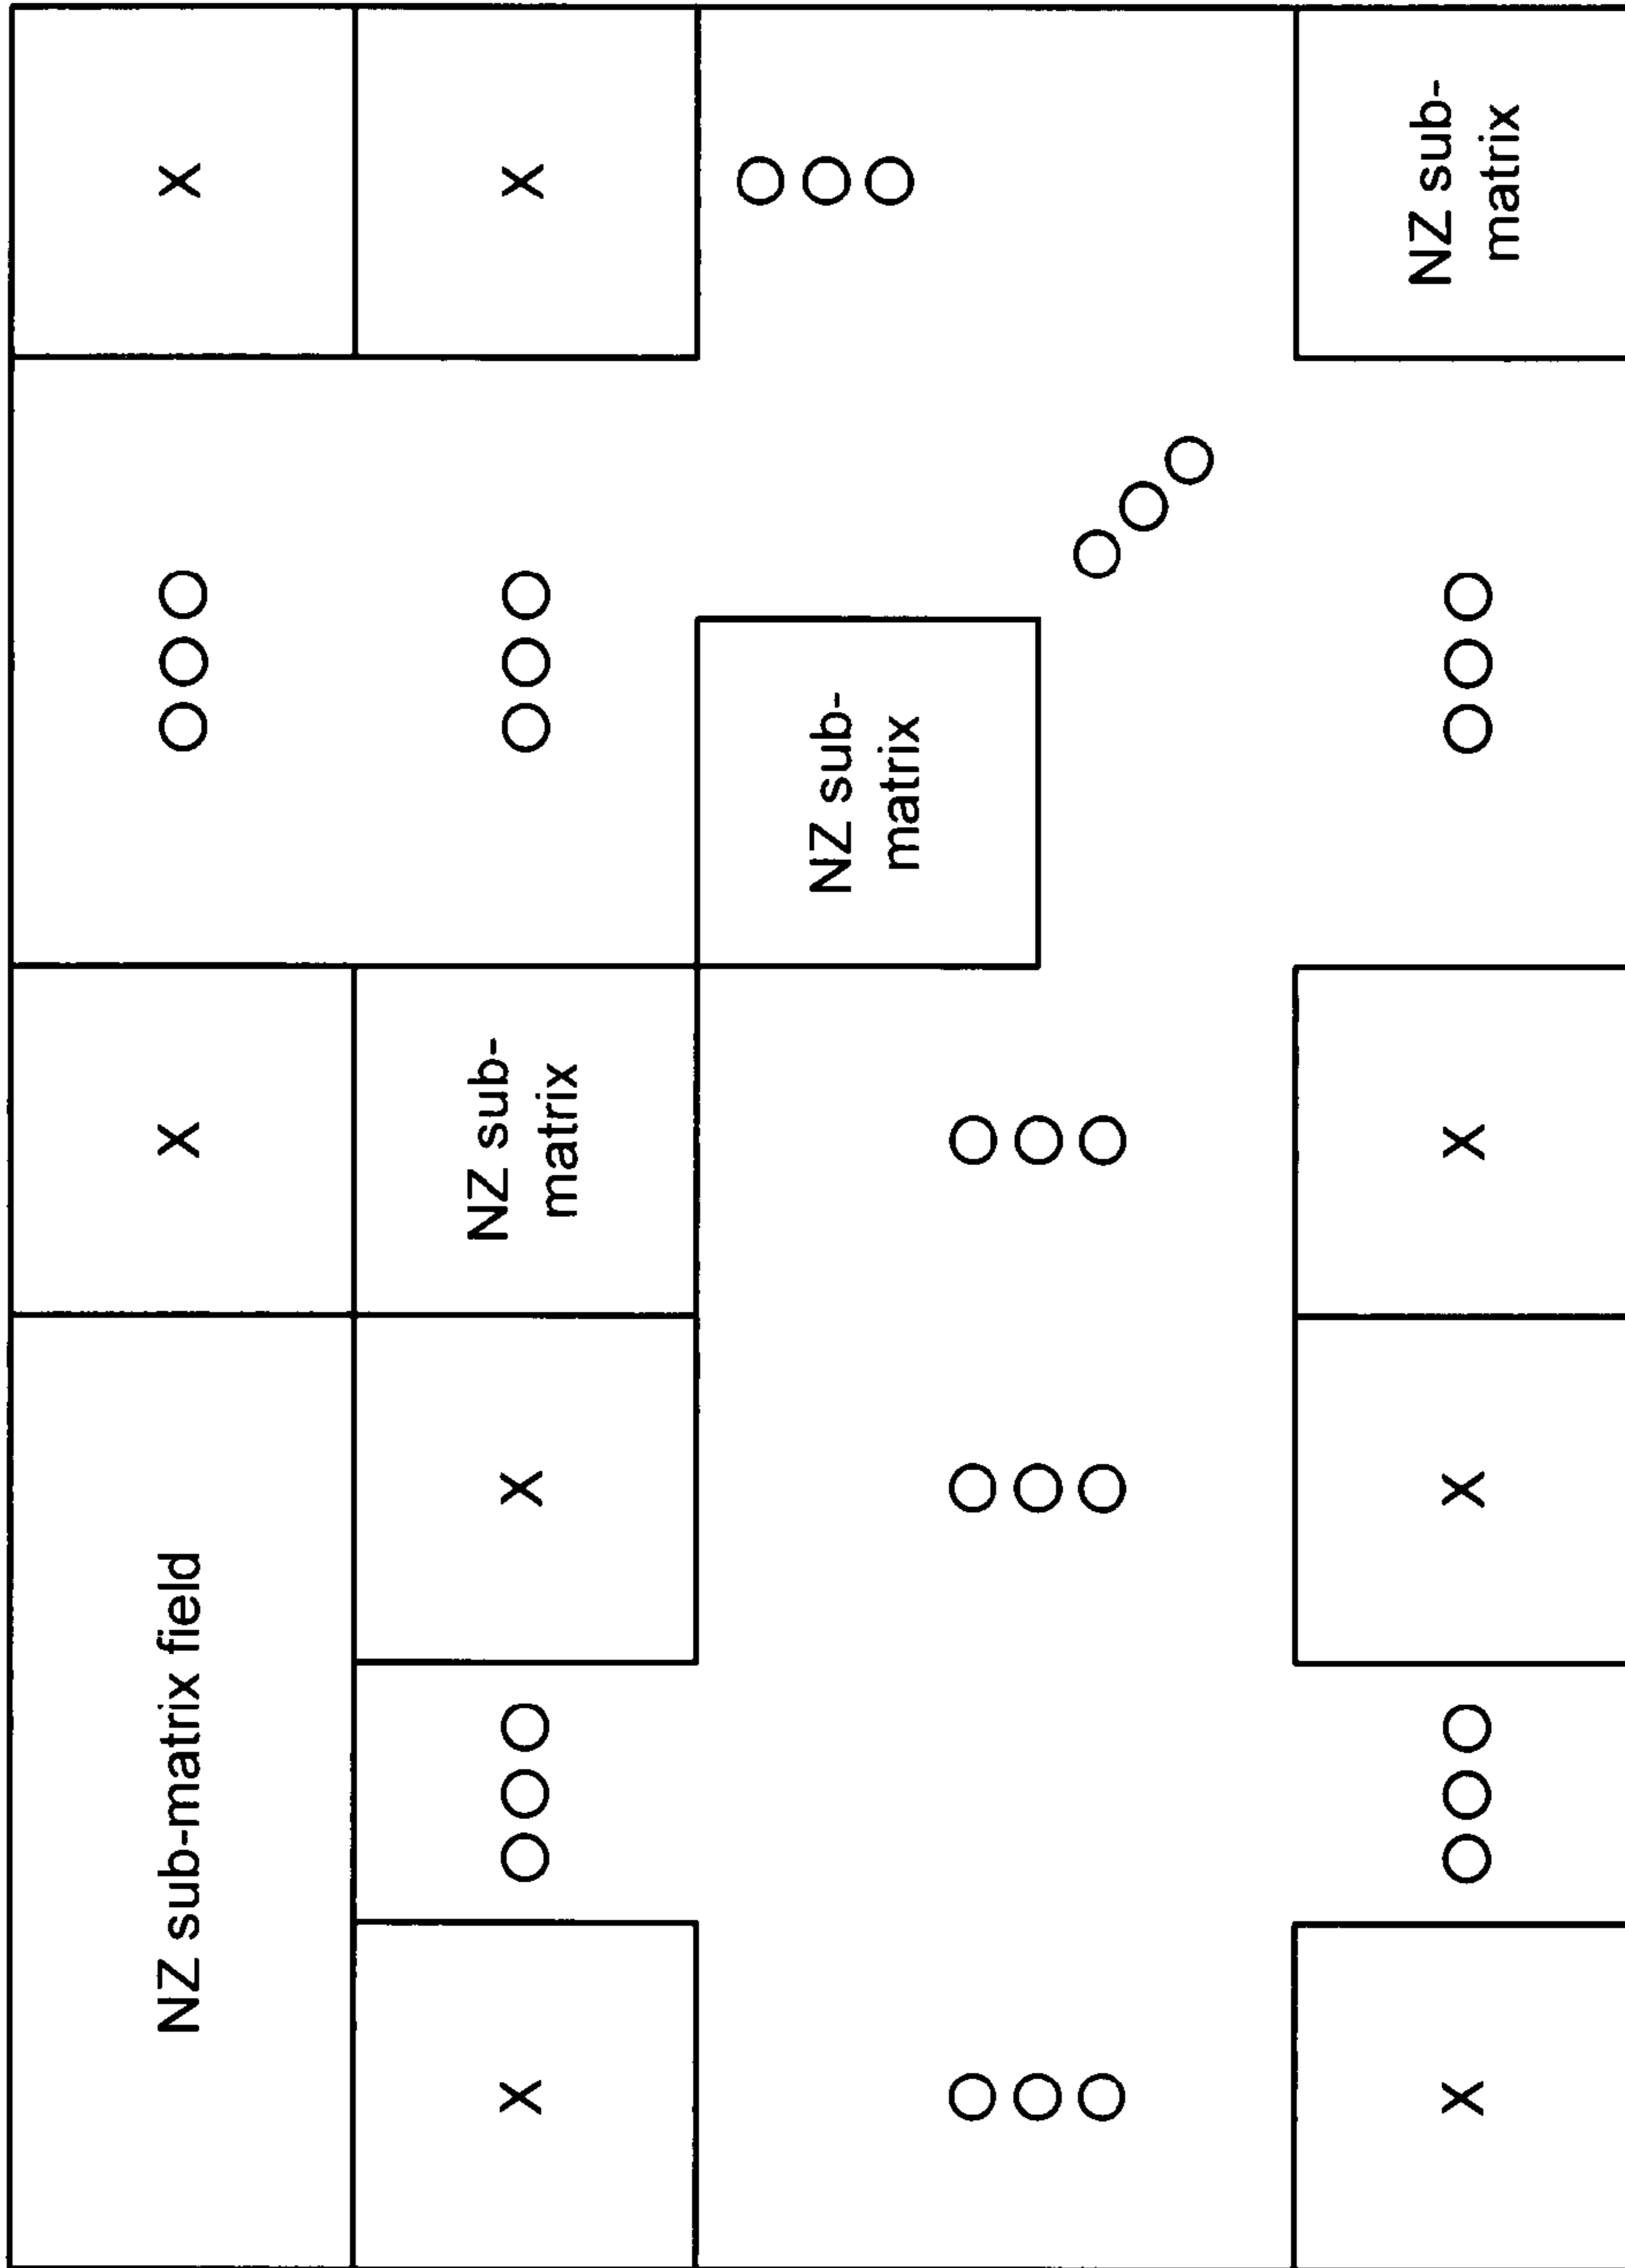 NZ sub-matrix field
X
X
X
X
NZ sub-
matrix
X
NZ sub-
matrix
X
X
X
NZ sub-
matrix